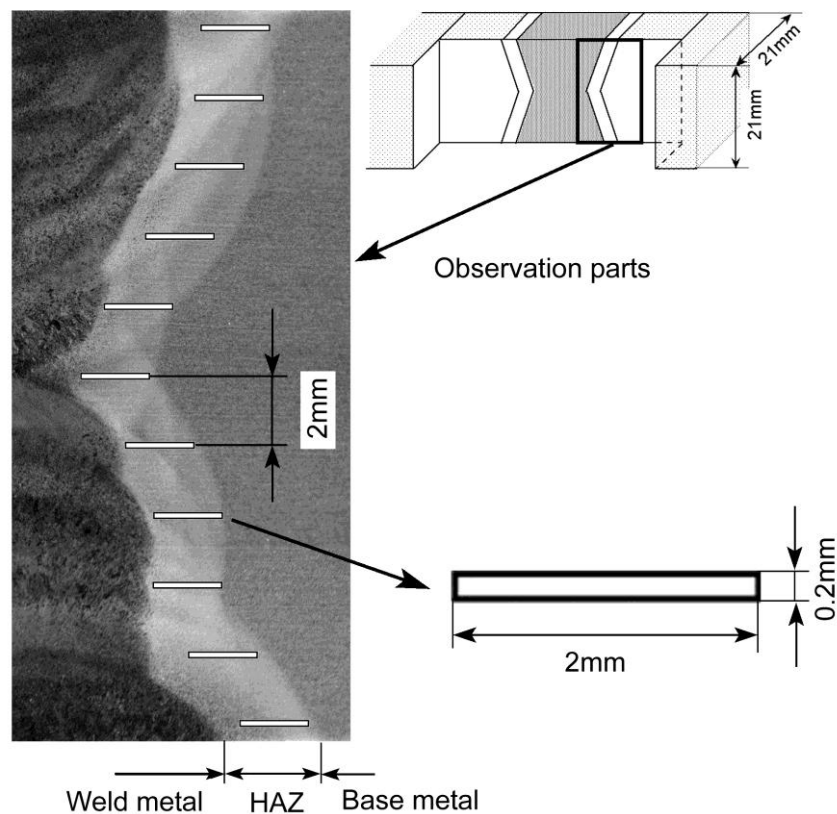 21mm
21mm
Observation parts
2mm
0.2mm
2mm
Weld metal
HAZ
Base metal